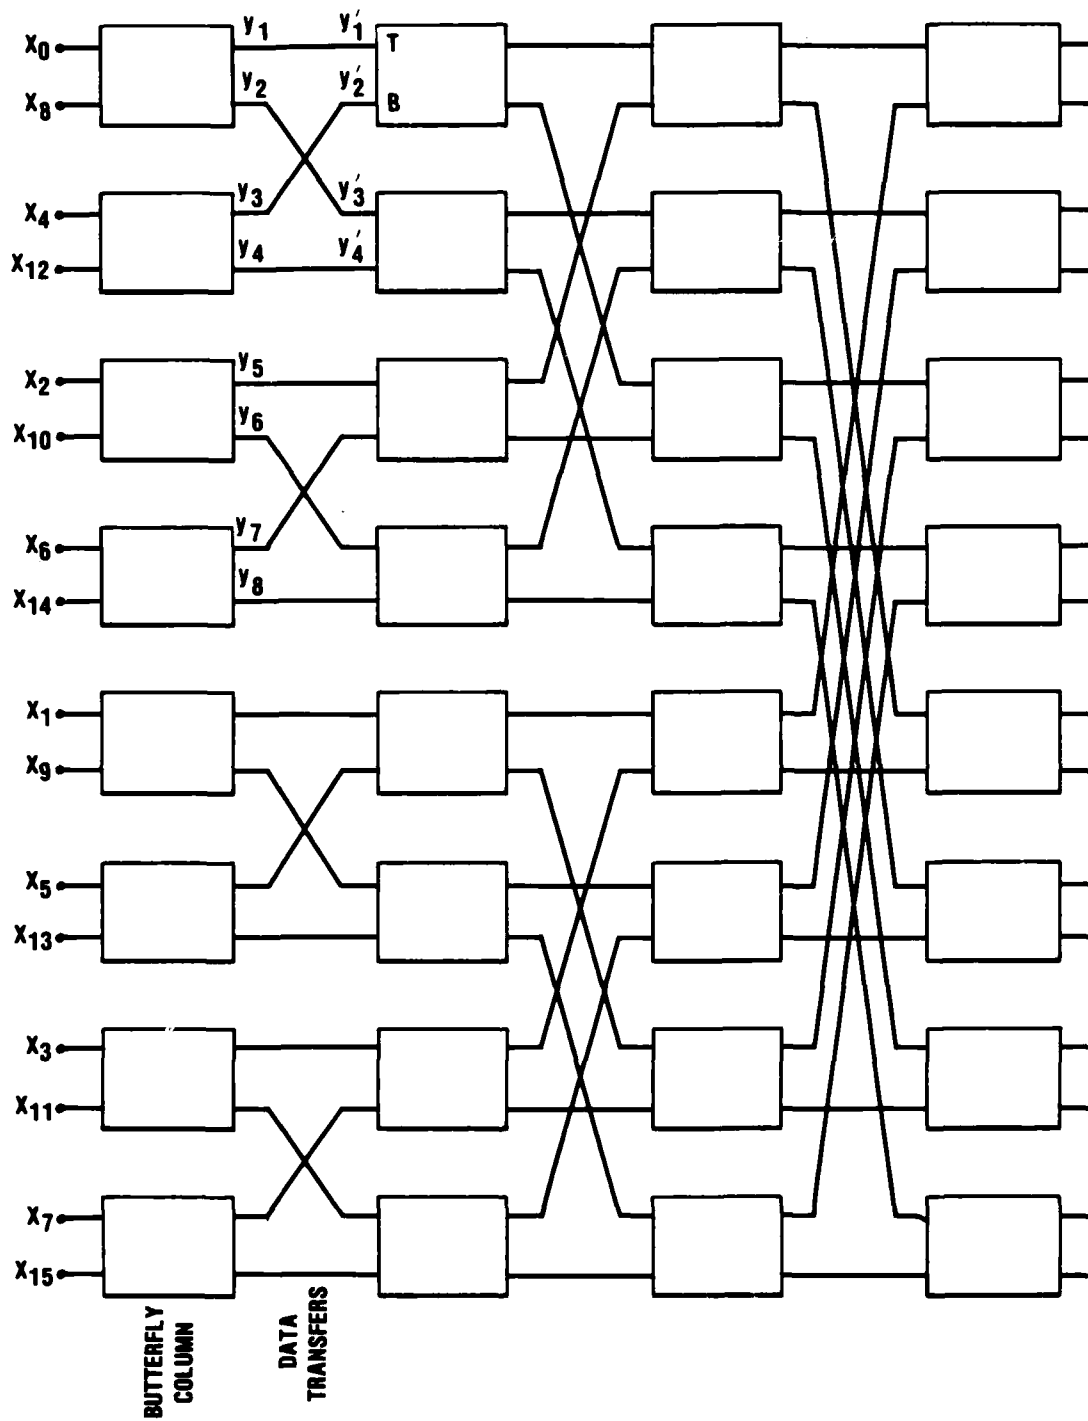 X0 y1 y′1 T
X8 y2 y′2 B
X4 y3 y′3
X12 y4 y′4
X2 y5
X10 y6
X6 y7
X14 y8
X1
X9
X5
X13
X3
X11
X7
X15
BUTTERFLY
COLUMN
DATA
TRANSFERS